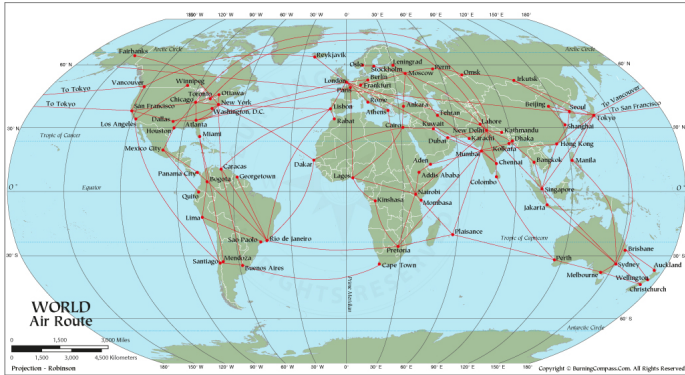 180° 150° W 120° W 90° W 60° W 30° W 0° 30° E 60° E 90° E 120° E 150° E 180°
Arctic Circle
Arctic Circle
Fairbanks
Reykjavik
Oslo
Leningrad
Stockholm
Perm
Moscow
Omsk
60° N
60° N
Irkutsk
Winnipeg
Vancouver
To Tokyo
Toronto
Ottawa
Chicago
New York
London
Berlin
Paris
Frankfurt
To Vancouver
To San Francisco
To Tokyo
San Francisco
Washington, D.C.
Lisbon
Rome
Ankara
Athens
Tehran
Beijing
Seoul
Tokyo
Los Angeles
Dallas
Atlanta
Rabat
Cairo
Kuwait
Lahore
New Delhi
Kathmandu
Shanghai
30° N
30° N
Houston
Miami
Dubai
Karachi
Dhaka
Kolkata
Hong Kong
Tropic of Cancer
Mexico City
Dakar
Aden
Mumbai
Bangkok
Manila
Caracas
Chennai
Panama City
Georgetown
Bogota
Lagos
Addis Ababa
Colombo
0°
Equator
Quito
Nairobi
Singapore
0°
Kinshasa
Mombasa
Jakarta
Lima
Sao Paolo
Rio de Janeiro
Pretoria
Plaisance
Tropic of Capricorn
Brisbane
30° S
Santiago
Mendoza
Buenos Aires
Cape Town
Perth
Sydney
Auckland
30° S
Melbourne
Wellington
Christchurch
Prime Meridian
WORLD
Air Route
60° S
Antarctic Circle
0 1,500 3,000 Miles
0 1,500 3,000 4,500 Kilometers
Projection - Robinson
180° 150° W 120° W 90° W 60° W 30° W 0° 30° E 60° E 90° E 120° E 150° E 180°
Copyright © BurningCompass.Com. All Rights Reserved